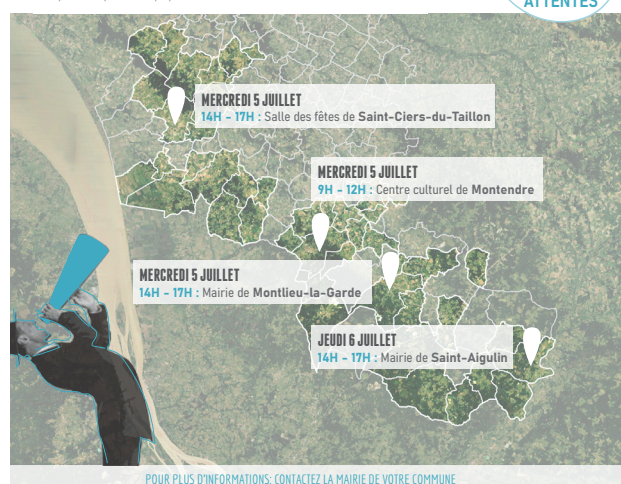 ATTENTES
MERCREDI 5 JUILLET
14H - 17H : Salle des fêtes de Saint-Ciers-du-Taillon
MERCREDI 5 JUILLET
9H - 12H : Centre culturel de Montendre
MERCREDI 5 JUILLET
14H - 17H : Mairie de Montlieu-la-Garde
JEUDI 6 JUILLET
14H - 17H : Mairie de Saint-Aigulin
POUR PLUS D'INFORMATIONS: CONTACTEZ LA MAIRIE DE VOTRE COMMUNE